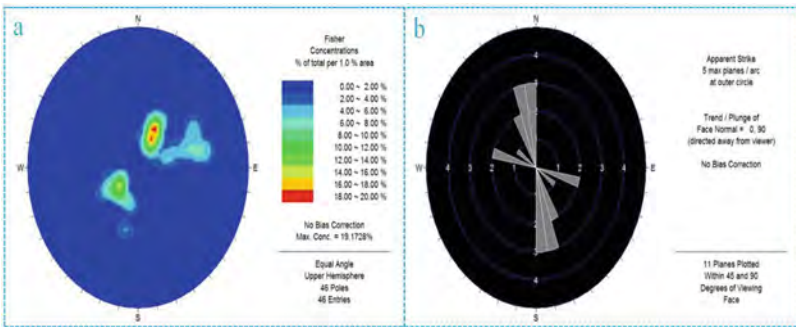 a
N
W
E
S
Fisher
Concentrations
% of total per 1.0 % area
0.00 ~ 2.00 %
2.00 ~ 4.00 %
4.00 ~ 6.00 %
6.00 ~ 8.00 %
8.00 ~ 10.00 %
10.00 ~ 12.00 %
12.00 ~ 14.00 %
14.00 ~ 16.00 %
16.00 ~ 18.00 %
18.00 ~ 20.00 %
No Bias Correction
Max. Conc. = 19.1728%
Equal Angle
Upper Hemisphere
46 Poles
46 Entries
b
N
4
W 4 3 2 1 1 2 3 4 E
2
3
4
S
Apparent Strike
5 max planes / arc
at outer circle
Trend / Plunge of
Face Normal = 0, 90
(directed away from viewer)
No Bias Correction
11 Planes Plotted
Within 45 and 90
Degrees of Viewing
Face